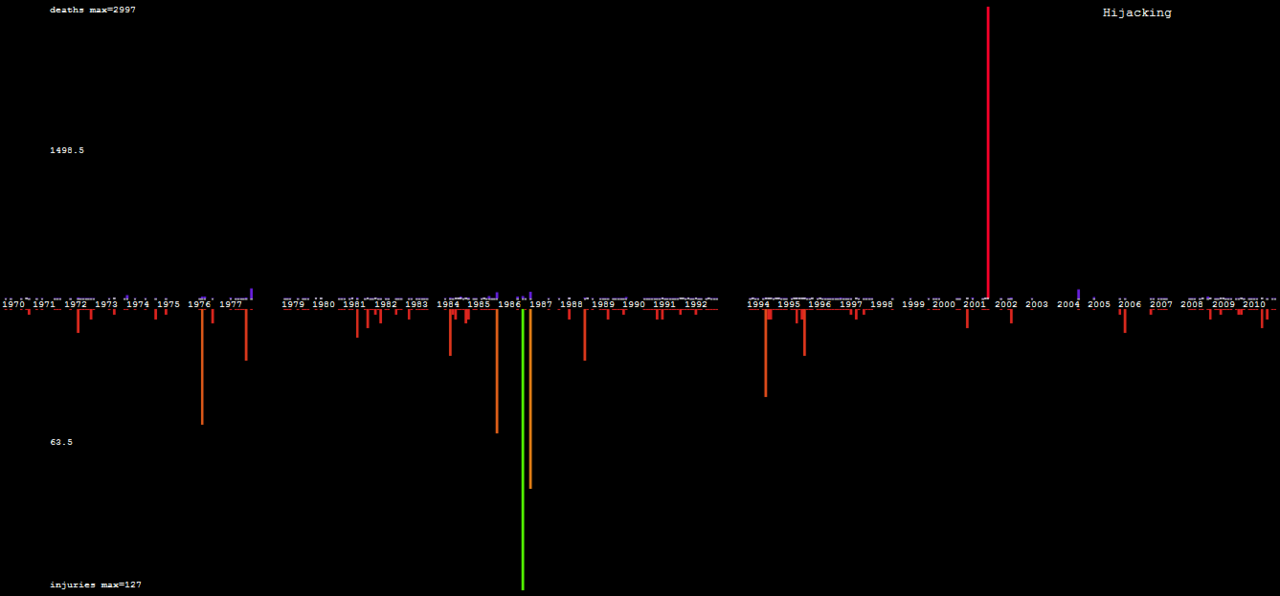 deaths max=2997
Hijacking
1498.5
1970 1971 1972 1973 1974 1975 1976 1977 1979 1980 1981 1982 1983 1984 1985 1986 1987 1988 1989 1990 1991 1992 1994 1995 1996 1997 1998 1999 2000 2001 2002 2003 2004 2005 2006 2007 2008 2009 2010
63.5
injuries max=127